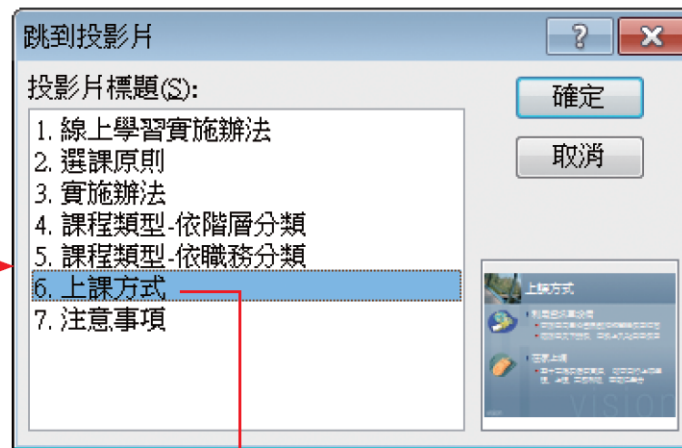 跳到投影片
投影片標題(S):
1. 線上學習實施辦法
2. 選課原則
3. 實施辦法
4. 課程類型-依階層分類
5. 課程類型-依職務分類
6. 上課方式
7. 注意事項
確定
取消
上課方式
vision